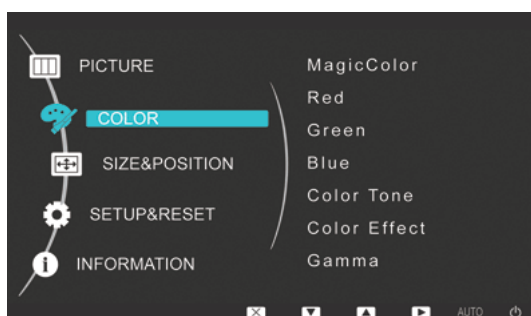 PICTURE
COLOR
SIZE&POSITION
SETUP&RESET
INFORMATION
MagicColor
Red
Green
Blue
Color Tone
Color Effect
Gamma
AUTO